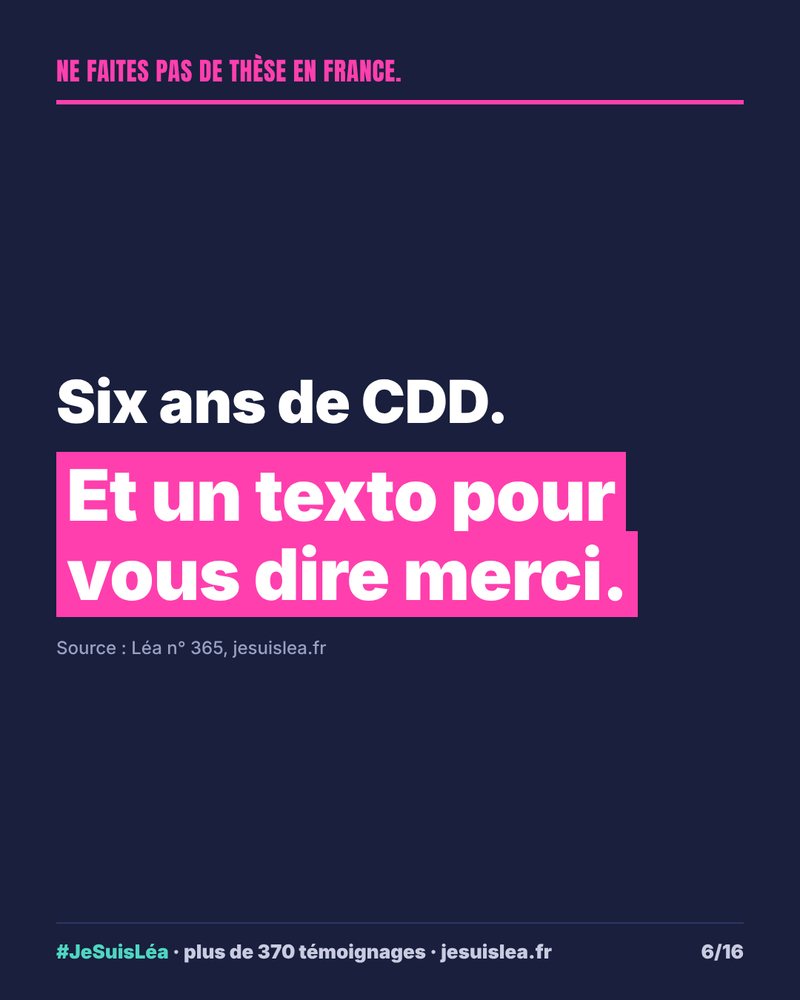 NE FAITES PAS DE THÈSE EN FRANCE.
Six ans de CDD.
Et un texto pour
vous dire merci.
Source : Léa n° 365, jesuislea.fr
#JeSuisLéa · plus de 370 témoignages · jesuislea.fr
6/16